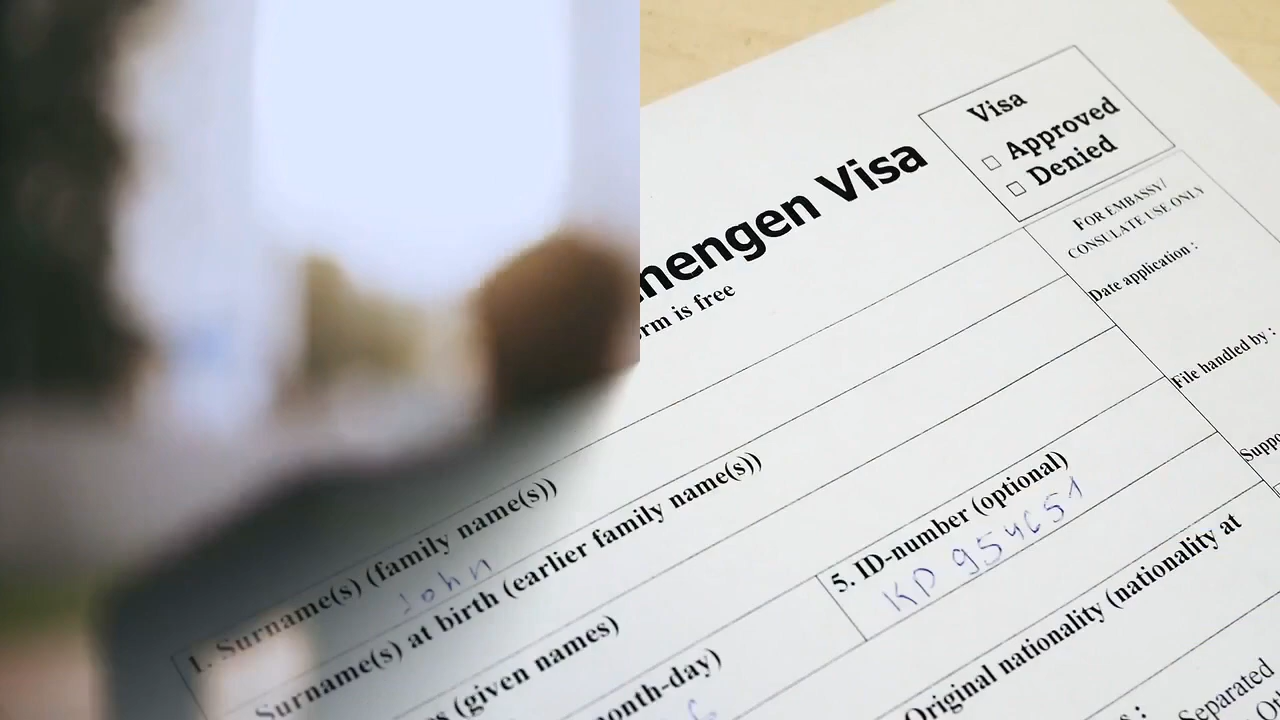 Visa
☐ Approved
☐ Denied
mengen Visa
rm is free
FOR EMBASSY/
CONSULATE USE ONLY
Date application :
File handled by :
1. Surname(s) (family name(s))
John
Surname(s) at birth (earlier family name(s))
5. ID-number (optional)
KP 954651
s (given names)
onth-day)
Original nationality (nationality at
Separated